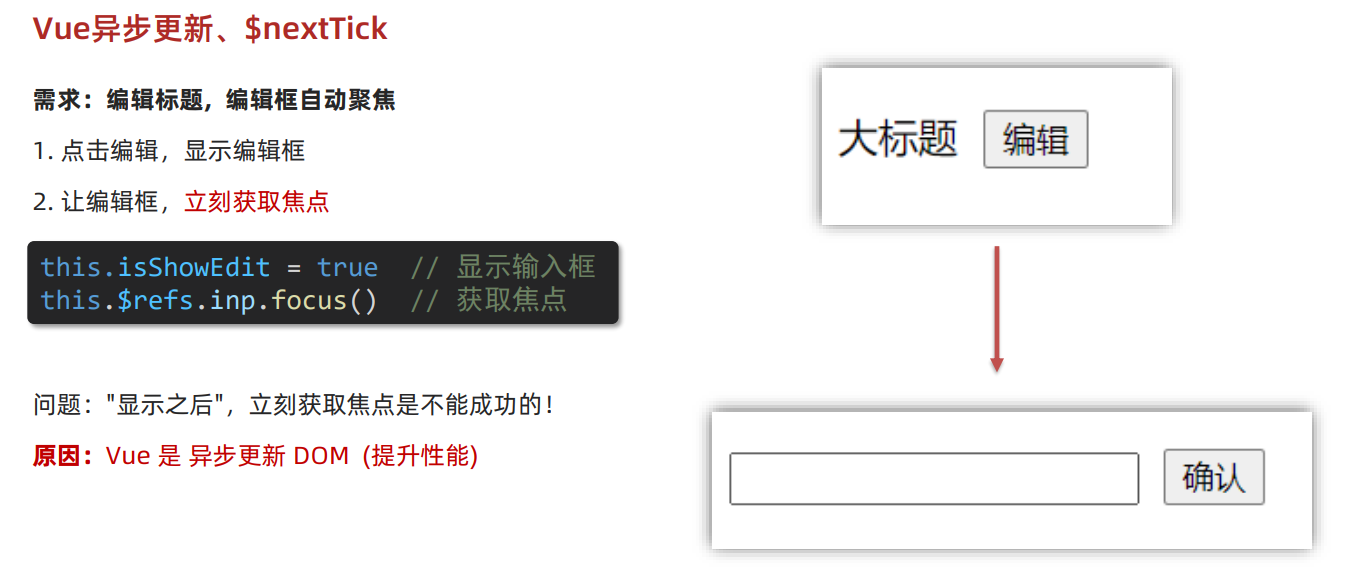 Vue异步更新、$nextTick
需求：编辑标题，编辑框自动聚焦
1. 点击编辑，显示编辑框
2. 让编辑框，立刻获取焦点
this.isShowEdit = true  // 显示输入框
this.$refs.inp.focus()  // 获取焦点
问题："显示之后"，立刻获取焦点是不能成功的！
原因：Vue 是 异步更新 DOM  (提升性能)
大标题 编辑
确认